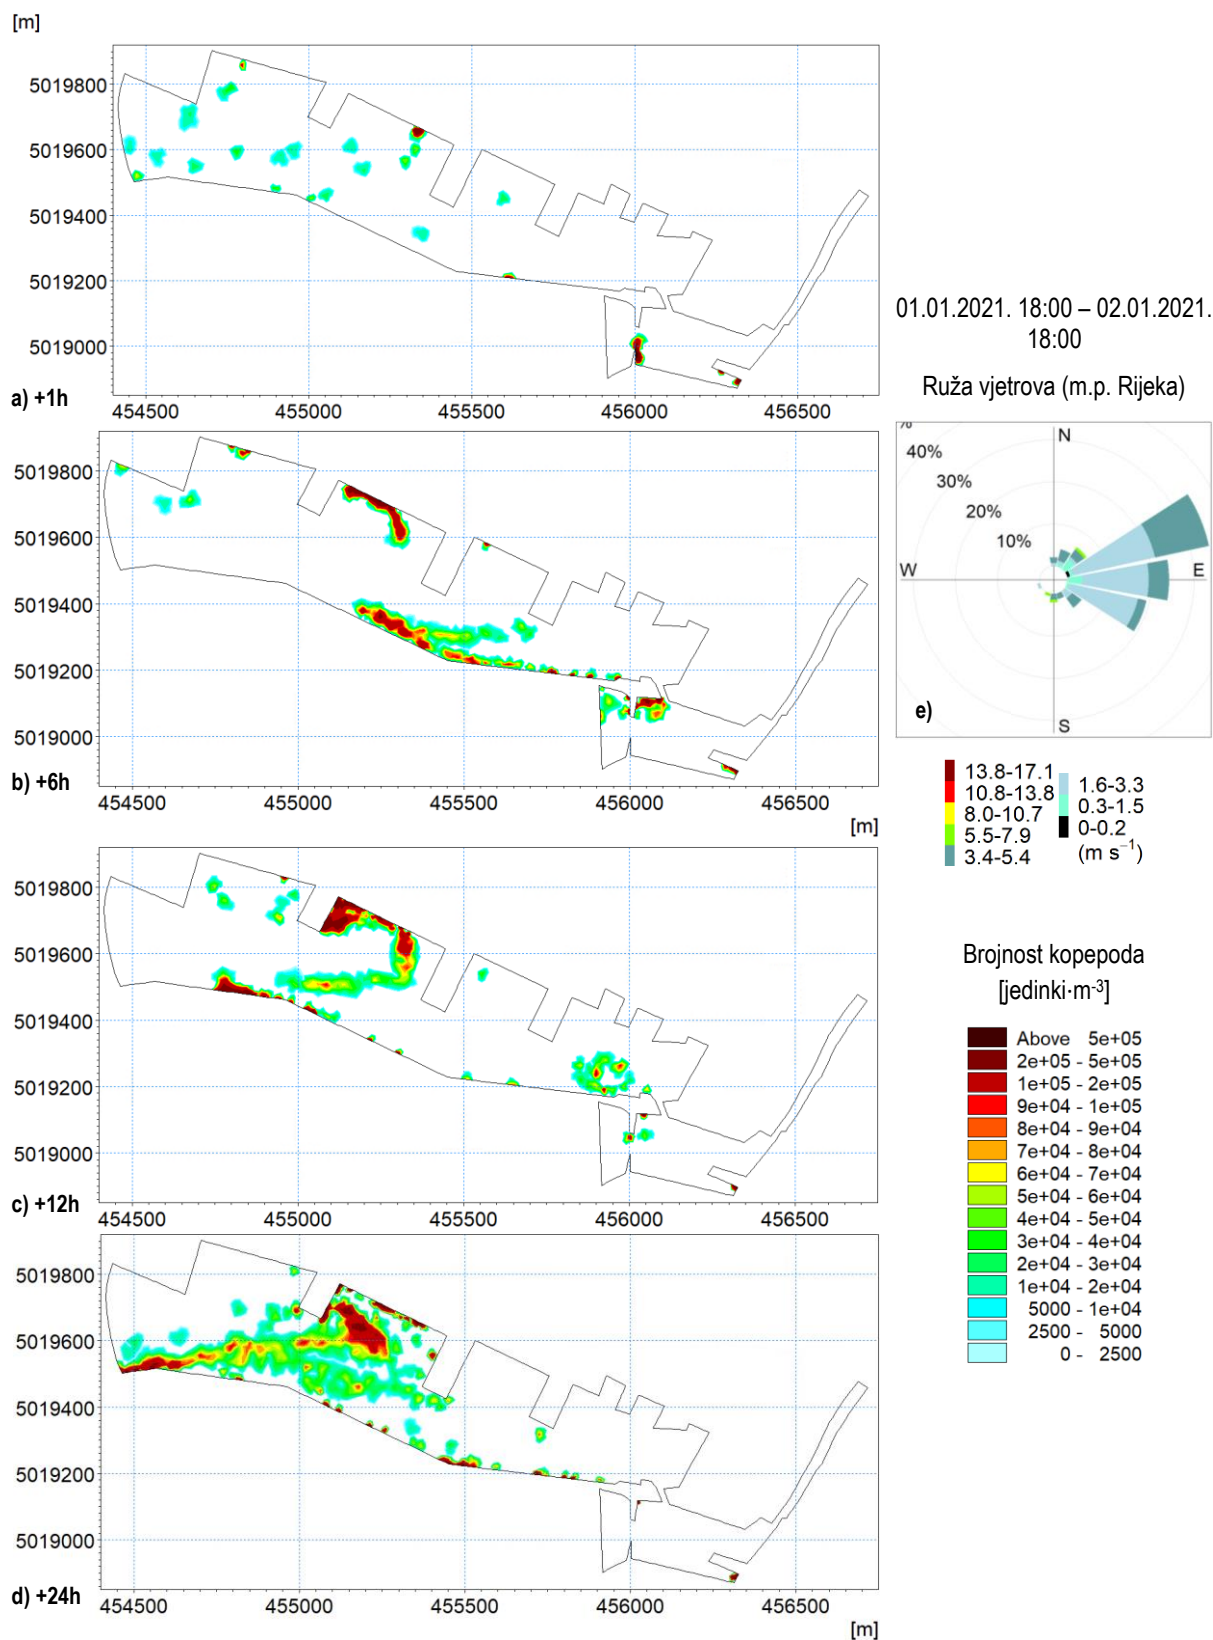 [m]
5019800
5019600
5019400
5019200
5019000
a) +1h
454500 455000 455500 456000 456500
5019800
5019600
5019400
5019200
5019000
b) +6h
454500 455000 455500 456000 456500
[m]
5019800
5019600
5019400
5019200
5019000
c) +12h
454500 455000 455500 456000 456500
5019800
5019600
5019400
5019200
5019000
d) +24h
454500 455000 455500 456000 456500
[m]
01.01.2021. 18:00 – 02.01.2021.
18:00
Ruža vjetrova (m.p. Rijeka)
%
40%
30%
20%
10%
N
W
E
S
e)
13.8-17.1
10.8-13.8
8.0-10.7
5.5-7.9
3.4-5.4
1.6-3.3
0.3-1.5
0-0.2
(m s⁻¹)
Brojnost kopepoda
[jedinki·m⁻³]
Above 5e+05
2e+05 - 5e+05
1e+05 - 2e+05
9e+04 - 1e+05
8e+04 - 9e+04
7e+04 - 8e+04
6e+04 - 7e+04
5e+04 - 6e+04
4e+04 - 5e+04
3e+04 - 4e+04
2e+04 - 3e+04
1e+04 - 2e+04
5000 - 1e+04
2500 - 5000
0 - 2500